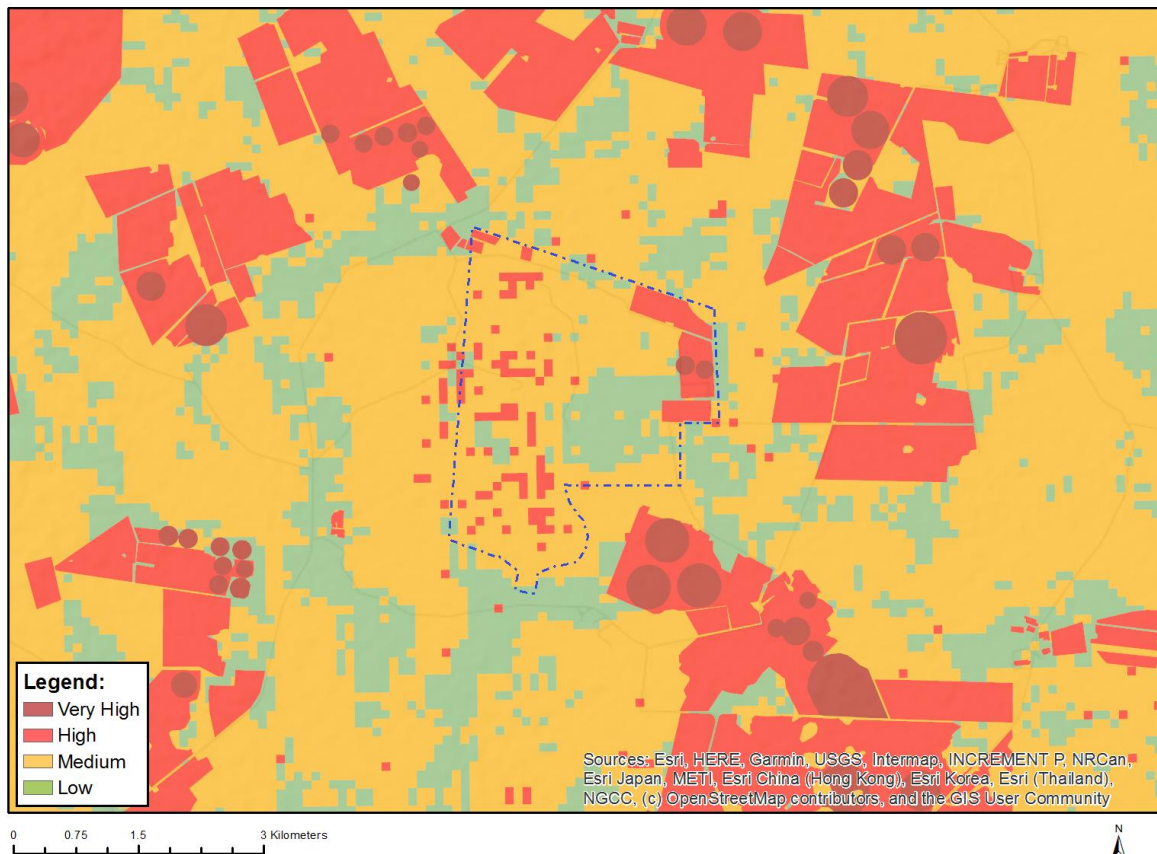 Legend:
Very High
High
Medium
Low
Sources: Esri, HERE, Garmin, USGS, Intermap, INCREMENT P, NRCan,
Esri Japan, METI, Esri China (Hong Kong), Esri Korea, Esri (Thailand),
NGCC, (c) OpenStreetMap contributors, and the GIS User Community
0 0.75 1.5 3 Kilometers
N